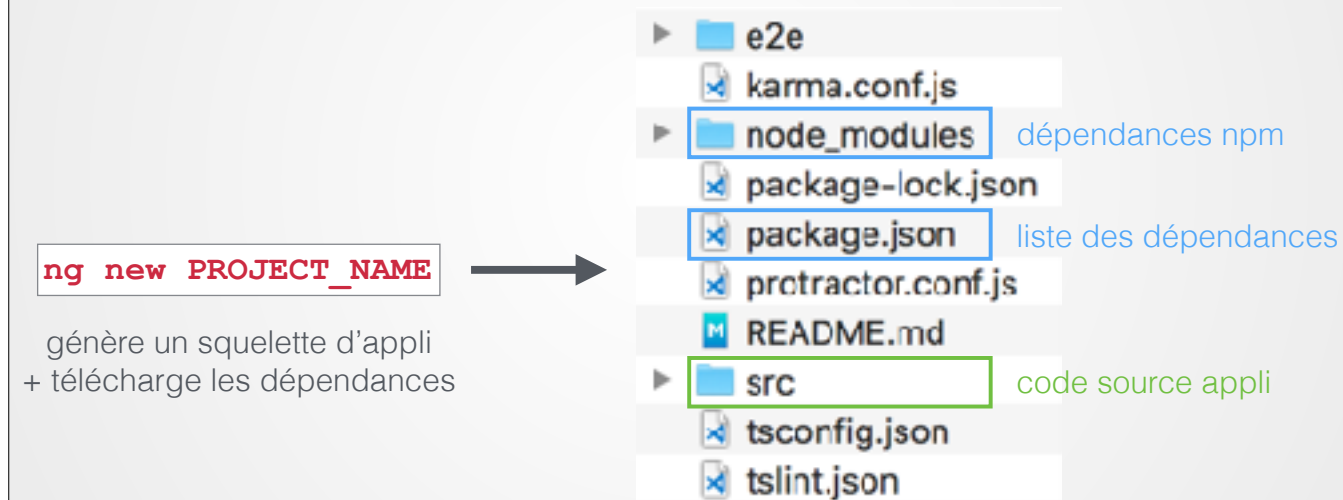 ng new PROJECT_NAME
génère un squelette d’appli
+ télécharge les dépendances
e2e
karma.conf.js
node_modules
dépendances npm
package-lock.json
package.json
liste des dépendances
protractor.conf.js
README.md
src
code source appli
tsconfig.json
tslint.json